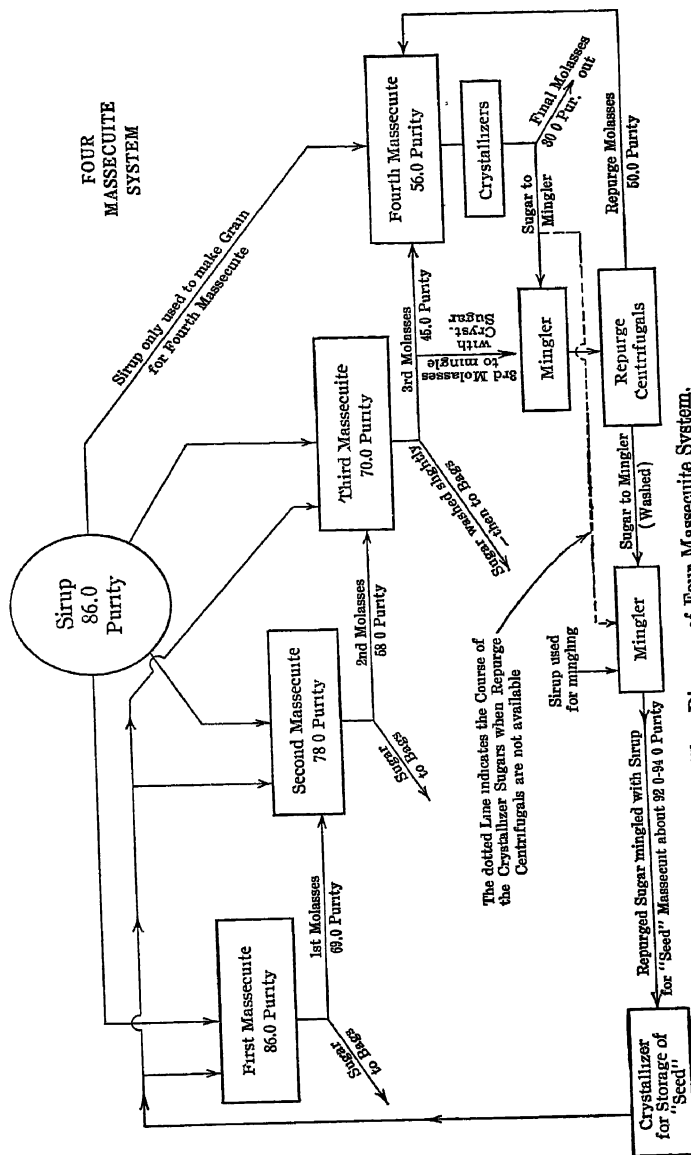 FOUR
MASSECUITE
SYSTEM
Sirup
86.0
Purity
Sirup only used to make Grain
for Fourth Massecuite
First Massecuite
86.0 Purity
1st Molasses
69.0 Purity
Sugar
to Bags
Second Massecuite
78 0 Purity
2nd Molasses
58 0 Purity
Sugar
to Bags
Third Massecuite
70.0 Purity
3rd Molasses
45.0 Purity
Sugar washed slightly
then to Bags
3rd Molasses
to mingle
with
Cryst.
Sugar
Fourth Massecuite
56.0 Purity
Crystallizers
Final Molasses
30 0 Pur. out
Sugar to
Mingler
Mingler
Repurge Molasses
50.0 Purity
Repurge
Centrifugals
Sugar to Mingler
(Washed)
The dotted Line indicates the Course of
the Crystallizer Sugars when Repurge
Centrifugals are not available
Sirup used
for mingling
Mingler
Repurged Sugar mingled with Sirup
for "Seed" Massecuit about 92 0-94 0 Purity
Crystallizer
for Storage of
"Seed"
Diagram of Four Massecuite System.